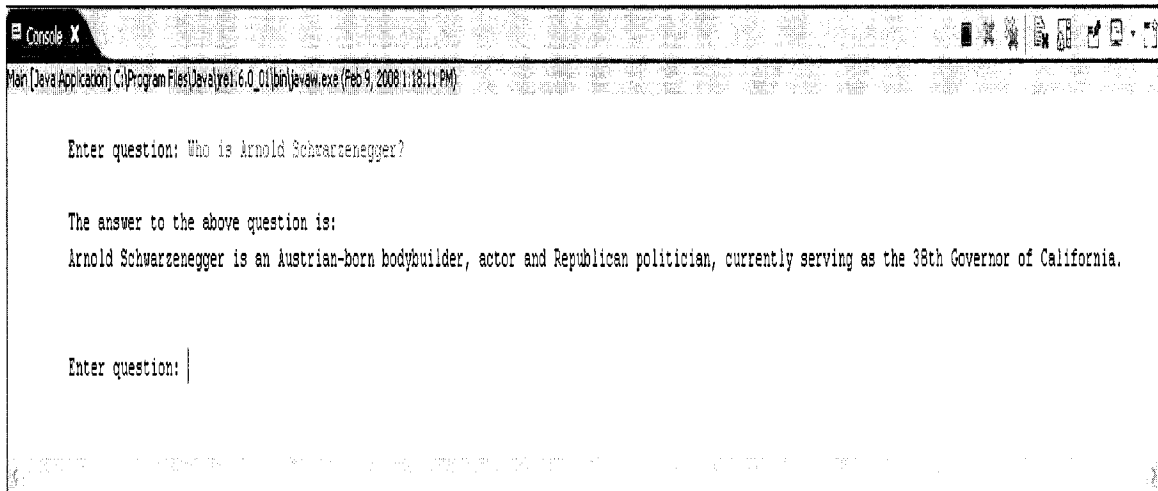 Console X
Main [Java Application] C:\Program Files\Java\jre1.6.0_01\bin\javaw.exe (Feb 9, 2008 1:18:11 PM)
Enter question: Who is Arnold Schwarzenegger?
The answer to the above question is:
Arnold Schwarzenegger is an Austrian-born bodybuilder, actor and Republican politician, currently serving as the 38th Governor of California.
Enter question: